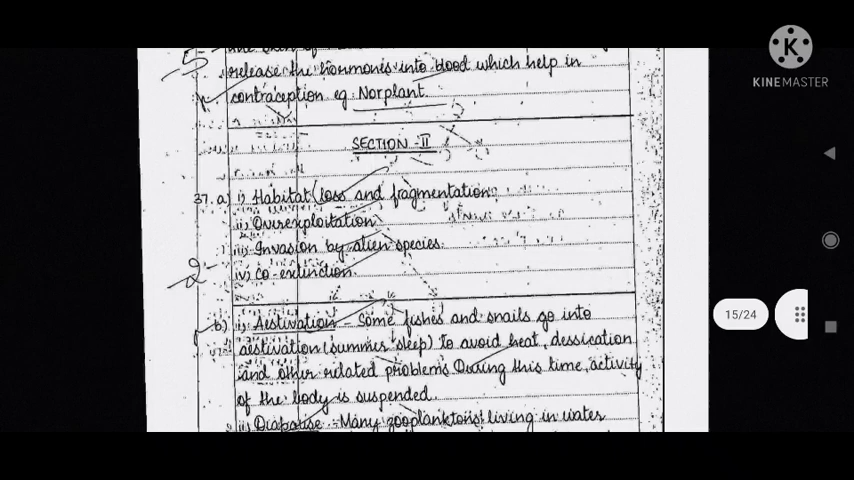 release the hormones into blood which help in
contraception eg: Norplant.
SECTION-II
37. a) i) Habitat (loss and fragmentation.
ii) Overexploitation
iii) Invasion by alien species.
iv) Co-extinction.
b) i) Aestivation - Some fishes and snails go into
aestivation (summer sleep) to avoid heat, dessication
and other related problems During this time, activity
of the body is suspended.
ii) Diapause - Many zooplanktons living in water
15/24
K
KINEMASTER